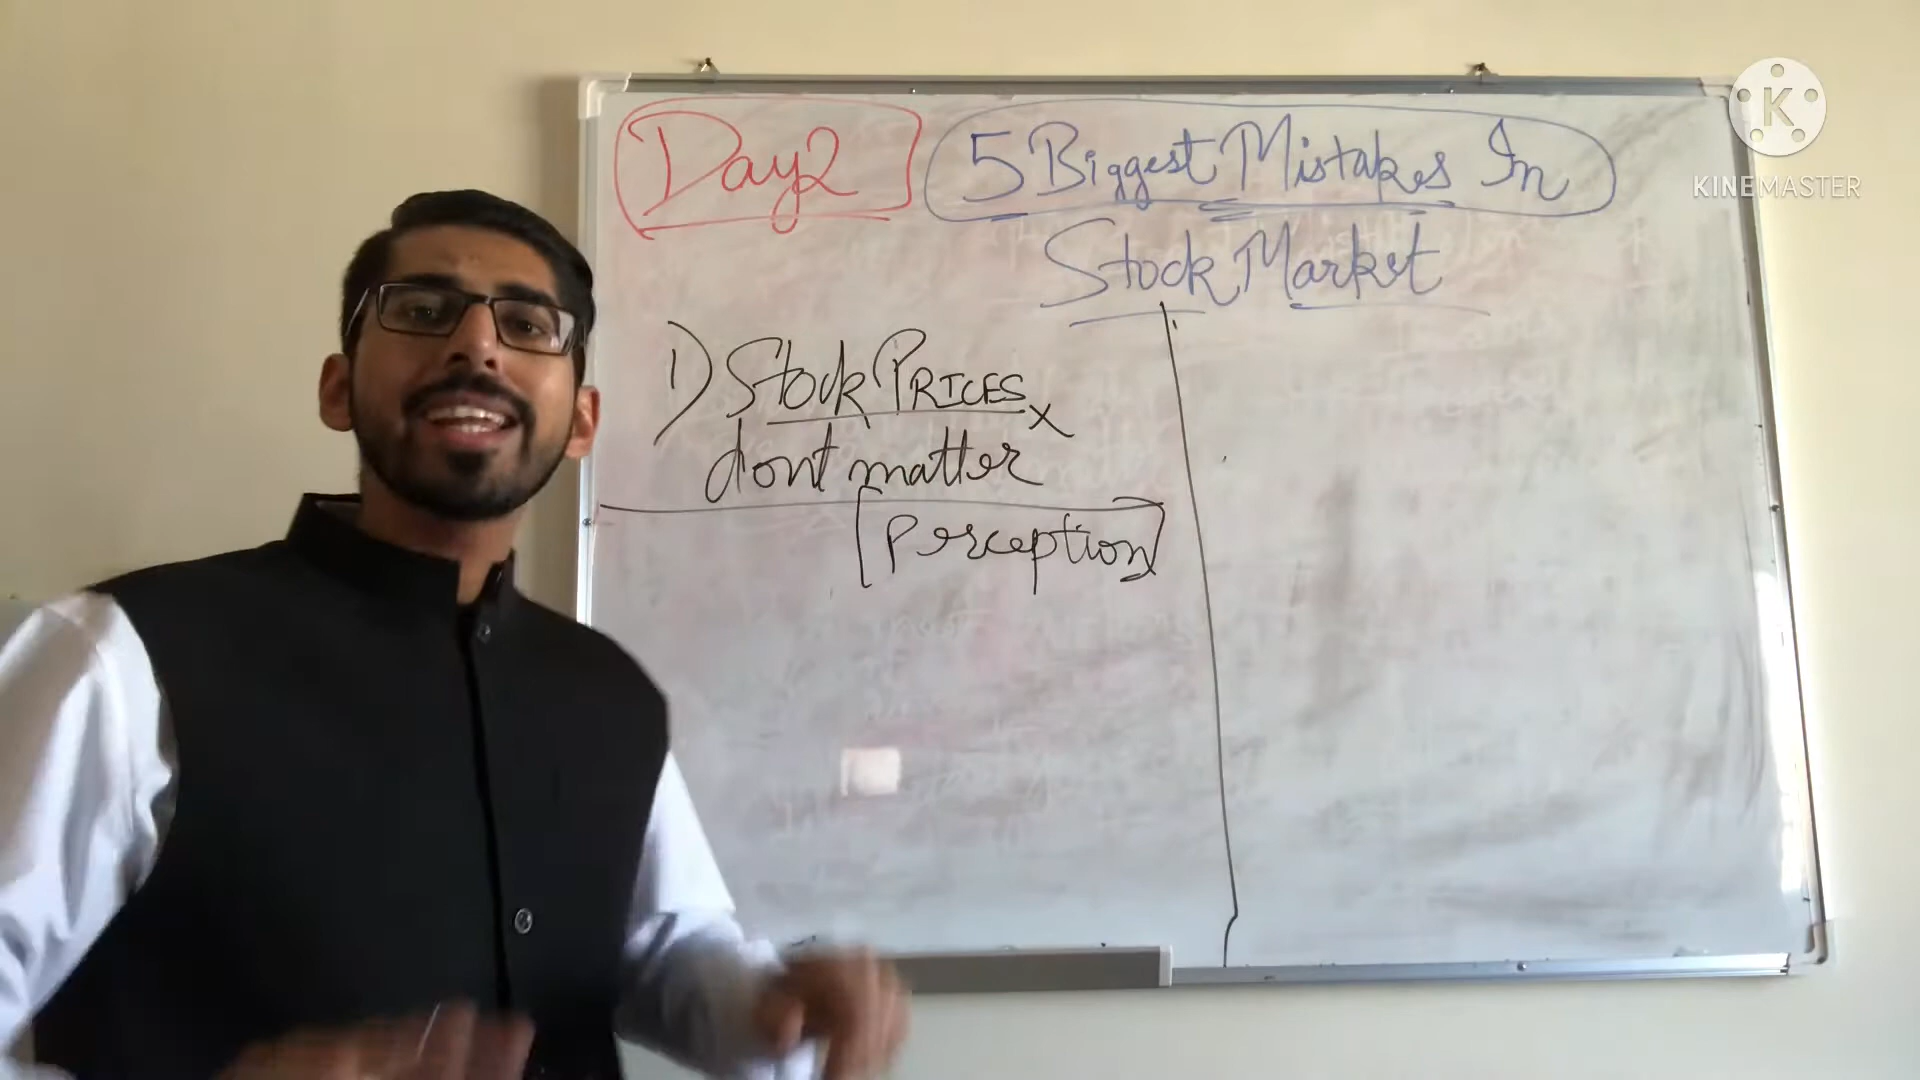 Day2
5 Biggest Mistakes In
Stock Market
1) Stock PRICES x
dont matter
[Perception]
KINEMASTER